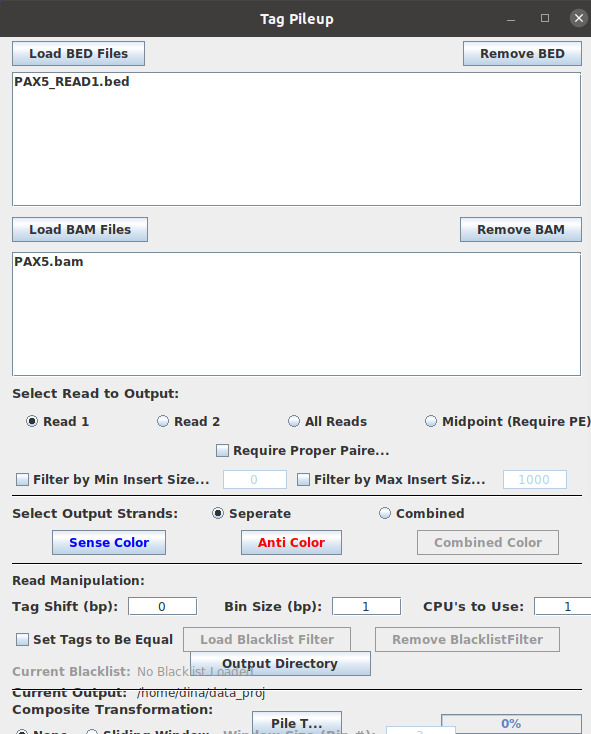 Tag Pileup
Load BED Files
Remove BED
PAX5_READ1.bed
Load BAM Files
Remove BAM
PAX5.bam
Select Read to Output:
Read 1
Read 2
All Reads
Midpoint (Require PE)
Require Proper Paire...
Filter by Min Insert Size...
0
Filter by Max Insert Siz...
1000
Select Output Strands:
Seperate
Combined
Sense Color
Anti Color
Combined Color
Read Manipulation:
Tag Shift (bp):
0
Bin Size (bp):
1
CPU's to Use:
1
Set Tags to Be Equal
Load Blacklist Filter
Remove BlacklistFilter
Output Directory
Current Blacklist:
No Blacklist Loaded
Current Output:
/home/dina/data_proj
Composite Transformation:
Pile T...
0%
None
Sliding Window
Window Size (Bin #):
3